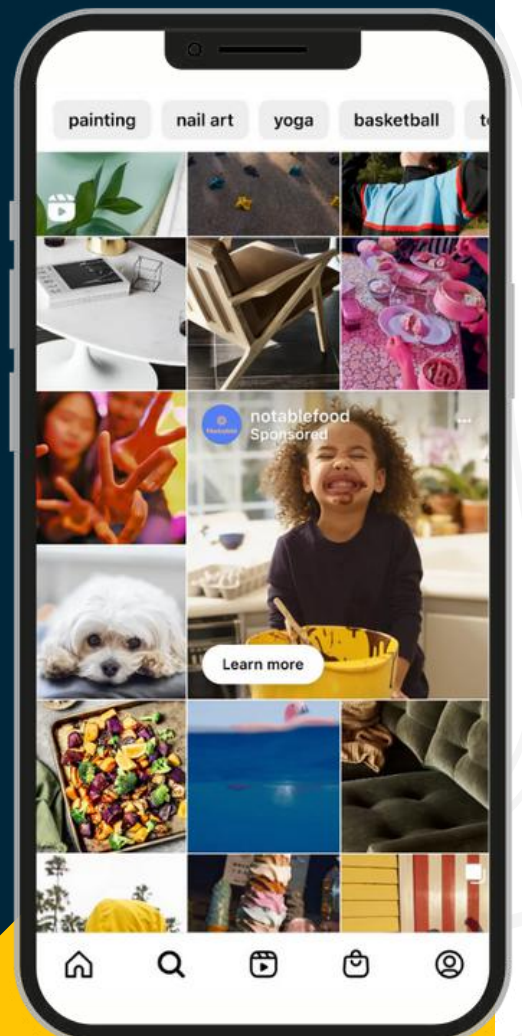 painting
nail art
yoga
basketball
notablefood
Sponsored
Learn more